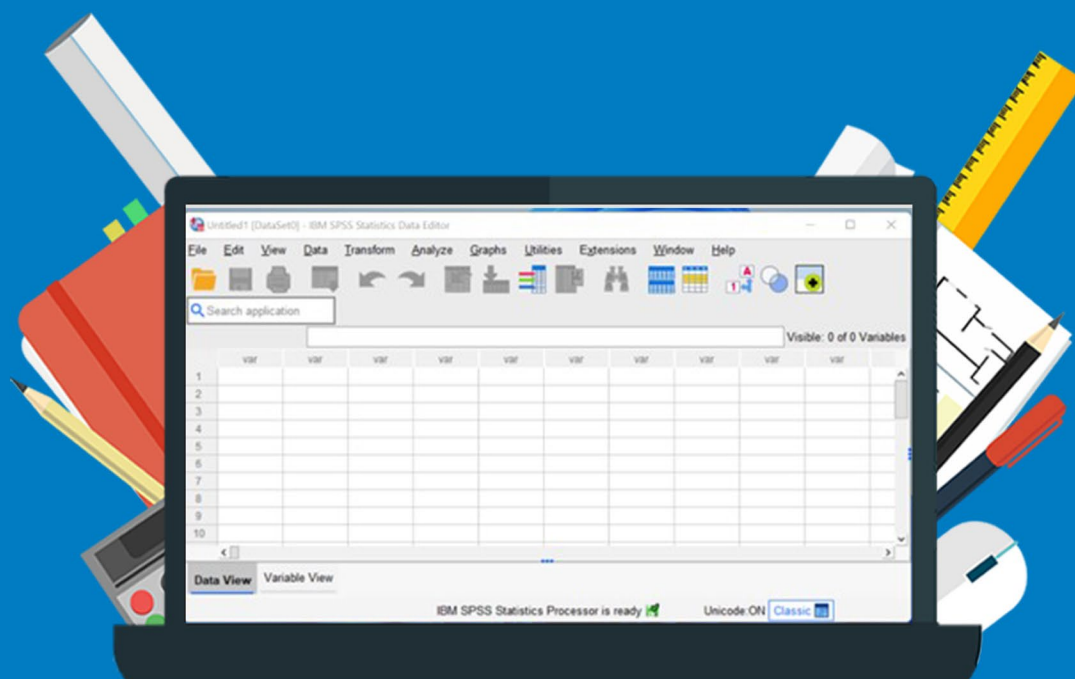 Untitled1 [DataSet0] - IBM SPSS Statistics Data Editor
File Edit View Data Transform Analyze Graphs Utilities Extensions Window Help
A
1
Search application
Visible: 0 of 0 Variables
var var var var var var var var var var
1
2
3
4
5
6
7
8
9
10
Data View Variable View
IBM SPSS Statistics Processor is ready Unicode:ON Classic